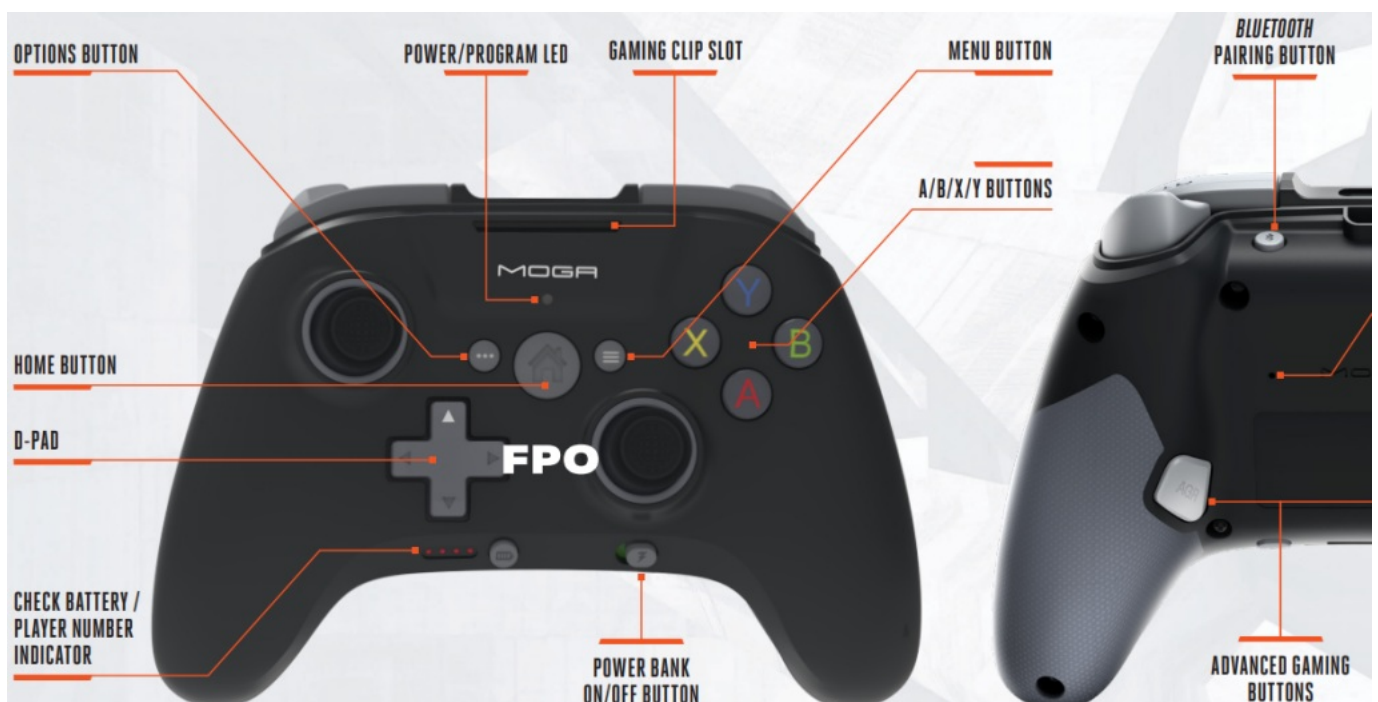 OPTIONS BUTTON
POWER/PROGRAM LED
GAMING CLIP SLOT
MENU BUTTON
BLUETOOTH
PAIRING BUTTON
A/B/X/Y BUTTONS
MOGA
Y
X
B
A
HOME BUTTON
D-PAD
FPO
AGR
CHECK BATTERY /
PLAYER NUMBER
INDICATOR
POWER BANK
ON/OFF BUTTON
ADVANCED GAMING
BUTTONS